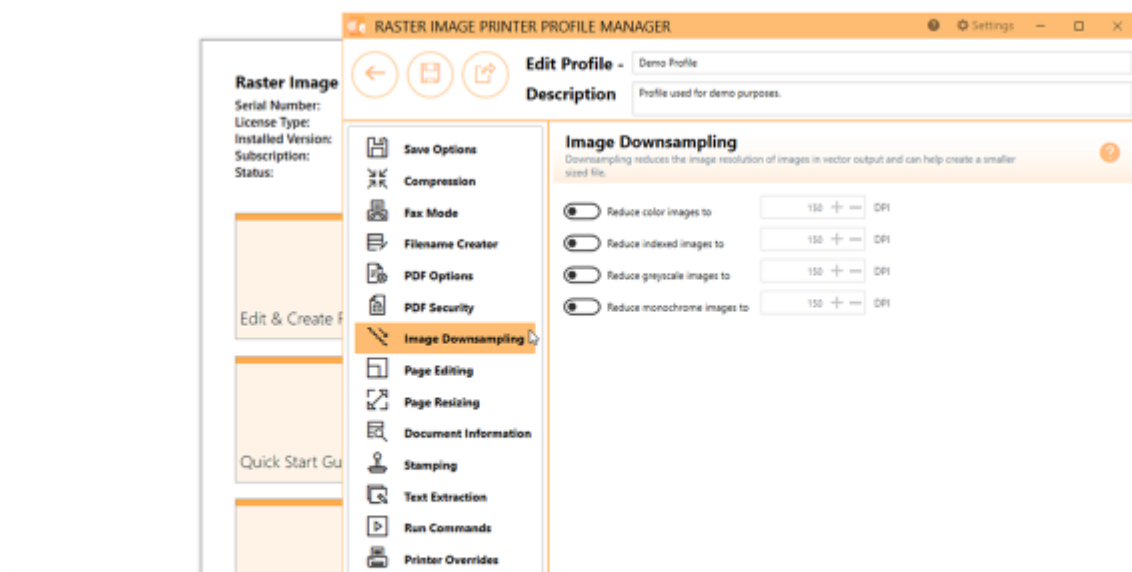 RASTER IMAGE PRINTER PROFILE MANAGER
Settings
Edit Profile - Demo Profile
Description Profile used for demo purposes.
Raster Image
Serial Number:
License Type:
Installed Version:
Subscription:
Status:
Edit & Create
Quick Start Gu
Save Options
Compression
Fax Mode
Filename Creator
PDF Options
PDF Security
Image Downsampling
Page Editing
Page Resizing
Document Information
Stamping
Text Extraction
Run Commands
Printer Overrides
Image Downsampling
Downsampling reduces the image resolution of images in vector output and can help create a smaller
sized file.
Reduce color images to 150 DPI
Reduce indexed images to 150 DPI
Reduce greyscale images to 150 DPI
Reduce monochrome images to 150 DPI